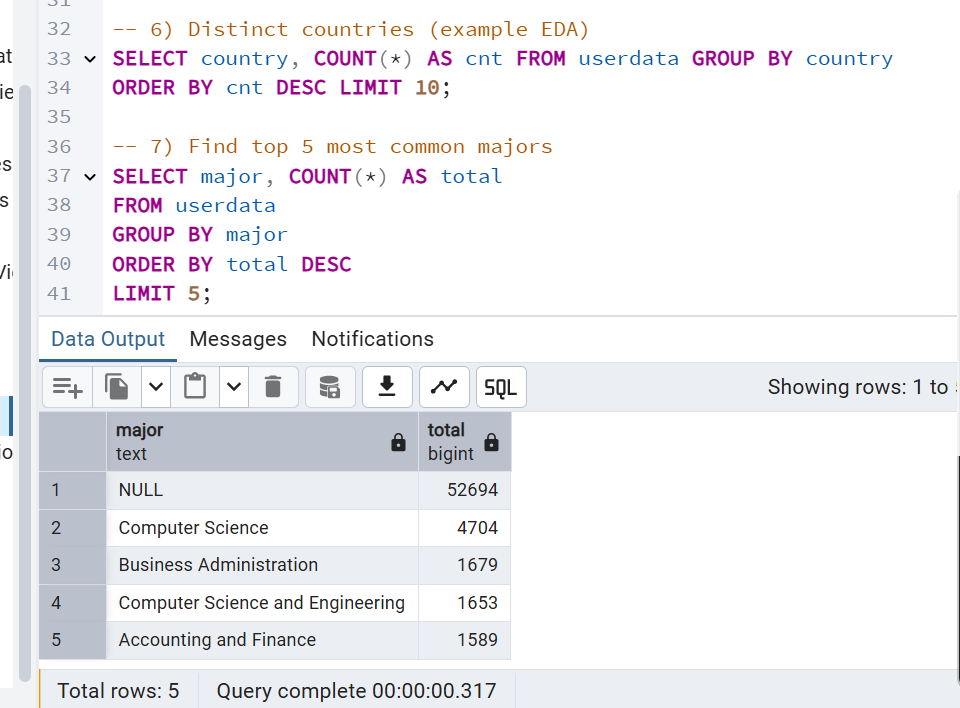 31
32 -- 6) Distinct countries (example EDA)
33 SELECT country, COUNT(*) AS cnt FROM userdata GROUP BY country
34 ORDER BY cnt DESC LIMIT 10;
35
36 -- 7) Find top 5 most common majors
37 SELECT major, COUNT(*) AS total
38 FROM userdata
39 GROUP BY major
40 ORDER BY total DESC
41 LIMIT 5;
Data Output Messages Notifications
SQL Showing rows: 1 to
major total
text bigint
1 NULL 52694
2 Computer Science 4704
3 Business Administration 1679
4 Computer Science and Engineering 1653
5 Accounting and Finance 1589
Total rows: 5 Query complete 00:00:00.317